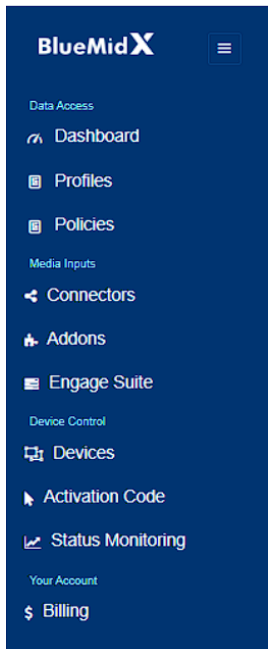 BlueMidX
Data Access
Dashboard
Profiles
Policies
Media Inputs
Connectors
Addons
Engage Suite
Device Control
Devices
Activation Code
Status Monitoring
Your Account
$ Billing